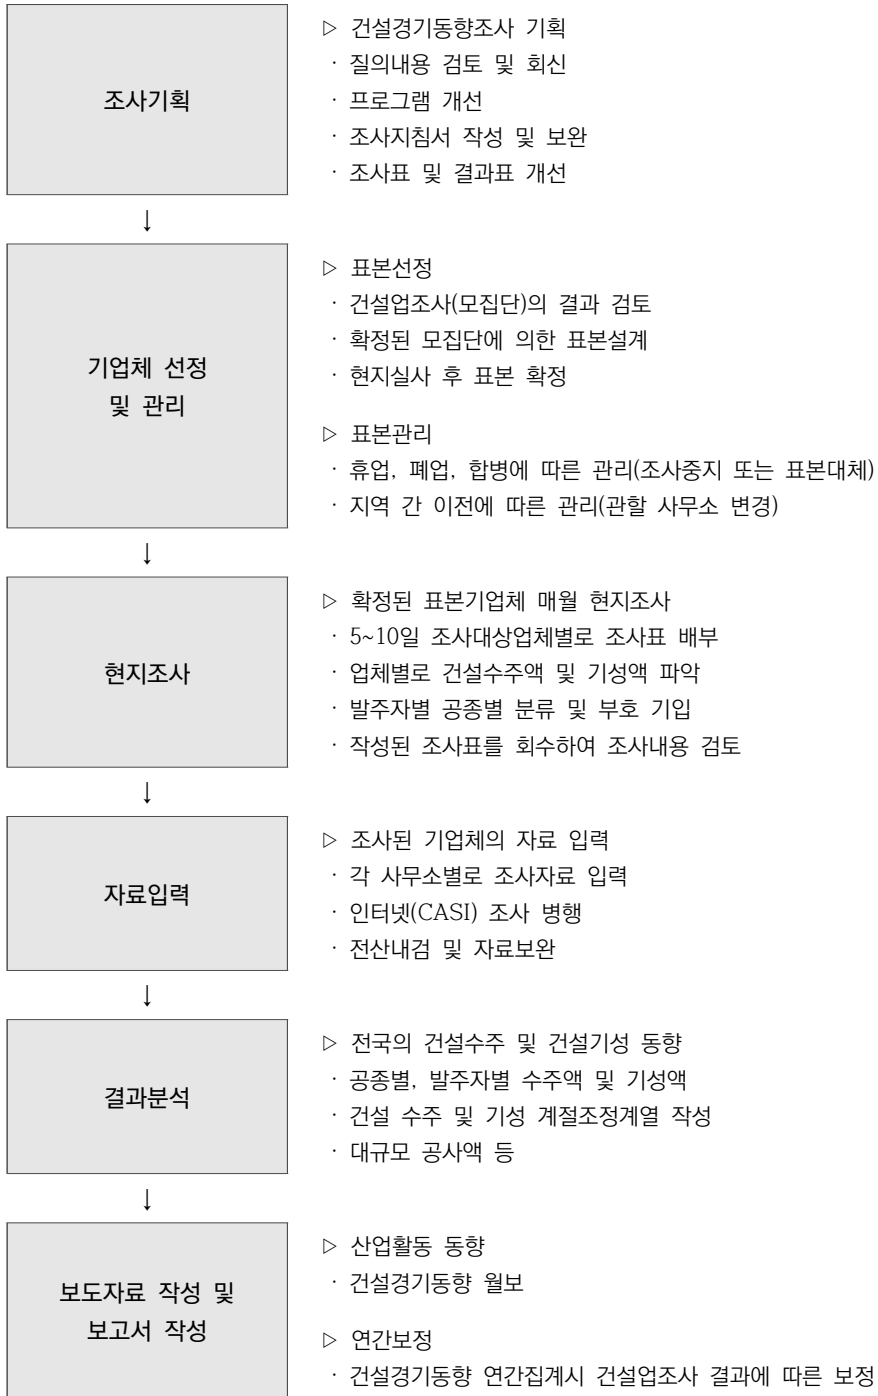 조사기획
▷ 건설경기동향조사 기획
· 질의내용 검토 및 회신
· 프로그램 개선
· 조사지침서 작성 및 보완
· 조사표 및 결과표 개선
↓
기업체 선정
및 관리
▷ 표본선정
· 건설업조사(모집단)의 결과 검토
· 확정된 모집단에 의한 표본설계
· 현지실사 후 표본 확정
▷ 표본관리
· 휴업, 폐업, 합병에 따른 관리(조사중지 또는 표본대체)
· 지역 간 이전에 따른 관리(관할 사무소 변경)
↓
현지조사
▷ 확정된 표본기업체 매월 현지조사
· 5~10일 조사대상업체별로 조사표 배부
· 업체별로 건설수주액 및 기성액 파악
· 발주자별 공종별 분류 및 부호 기입
· 작성된 조사표를 회수하여 조사내용 검토
↓
자료입력
▷ 조사된 기업체의 자료 입력
· 각 사무소별로 조사자료 입력
· 인터넷(CASI) 조사 병행
· 전산내검 및 자료보완
↓
결과분석
▷ 전국의 건설수주 및 건설기성 동향
· 공종별, 발주자별 수주액 및 기성액
· 건설 수주 및 기성 계절조정계열 작성
· 대규모 공사액 등
↓
보도자료 작성 및
보고서 작성
▷ 산업활동 동향
· 건설경기동향 월보
▷ 연간보정
· 건설경기동향 연간집계시 건설업조사 결과에 따른 보정